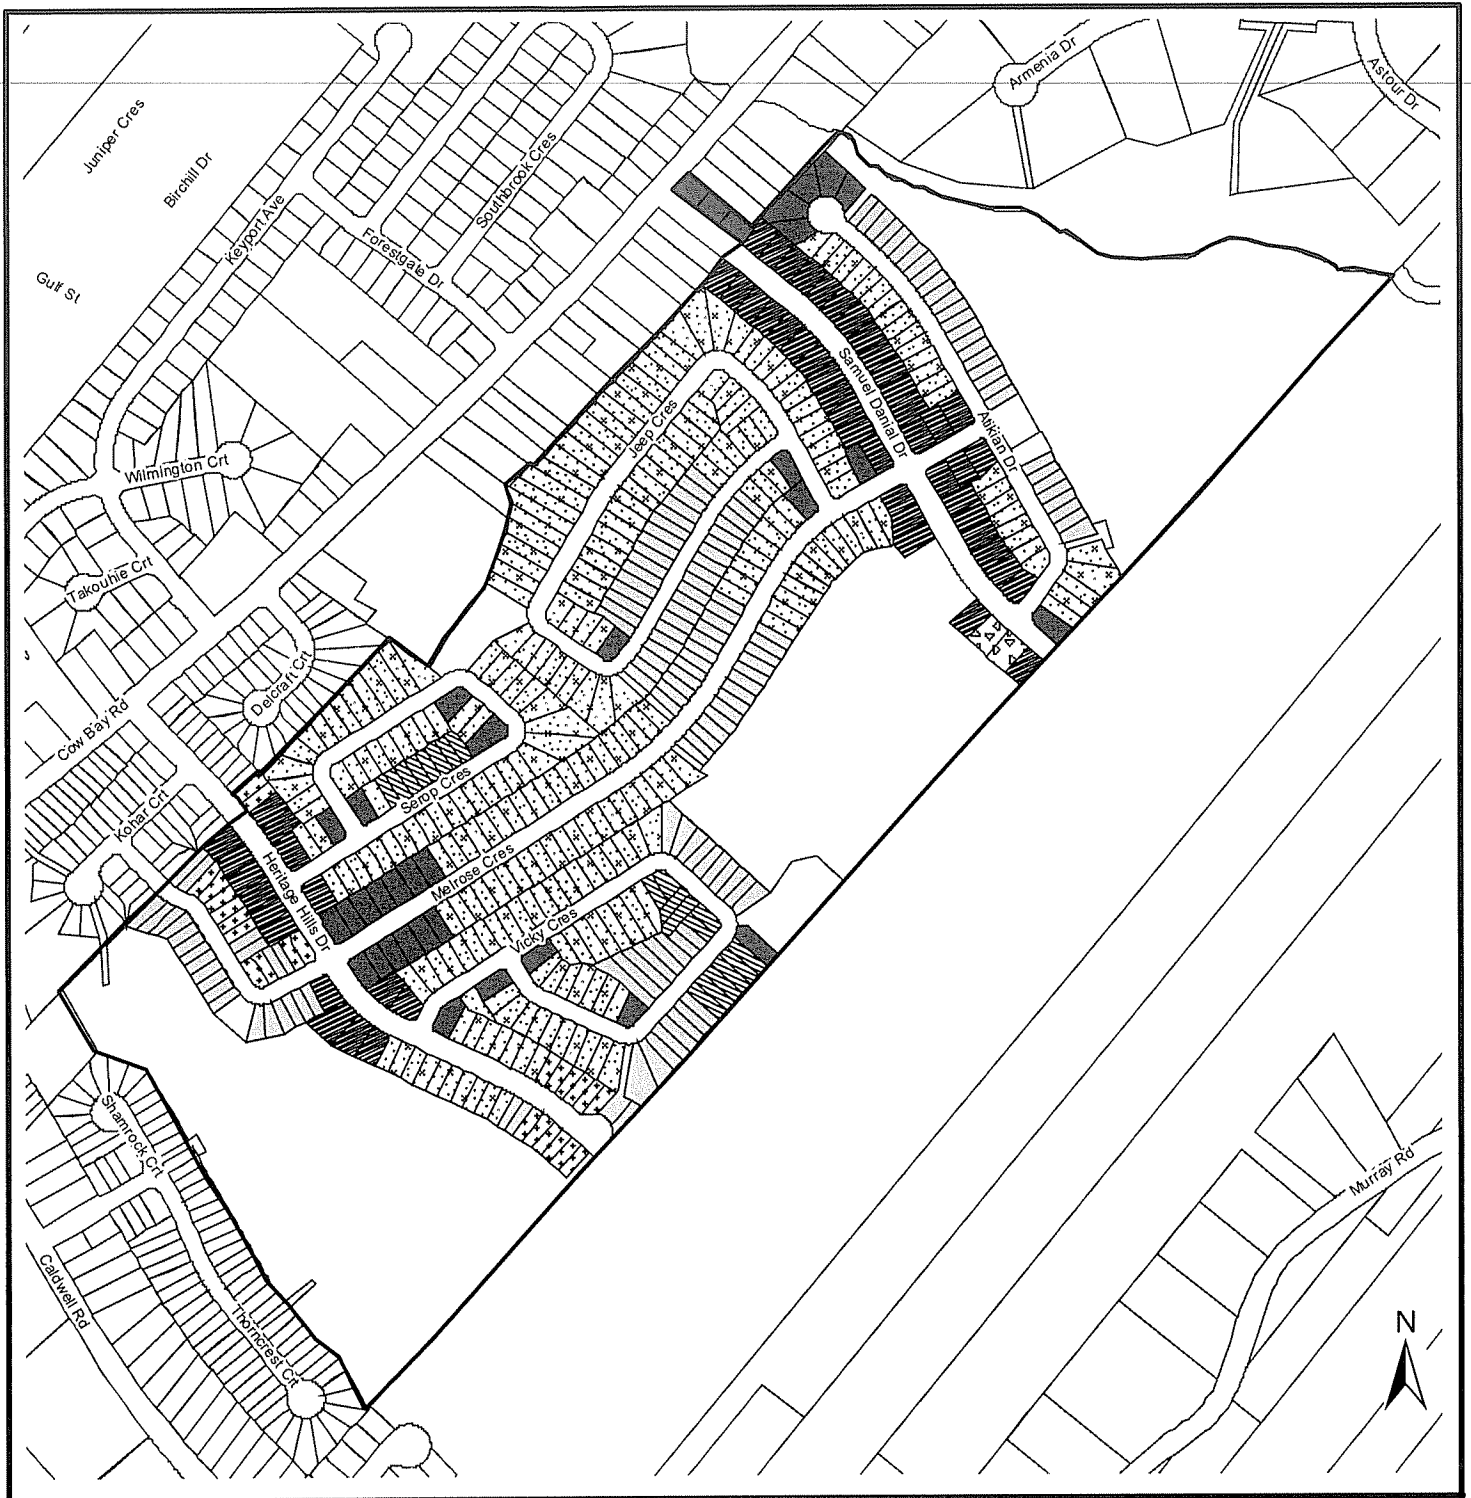 Armenia Dr
Astour Dr
Juniper Cres
Birchill Dr
Southbrook Cres
Keyport Ave
Forestgate Dr
Gulf St
Samuel Danial Dr
Jeep Cres
Atikian Dr
Wilmington Crt
Takouhie Crt
Delcraft Crt
Cow Bay Rd
Serop Cres
Kohar Crt
Melrose Cres
Heritage Hills Dr
Vicky Cres
Shamrock Crt
Murray Rd
Caldwell Rd
Thorncrest Crt
N